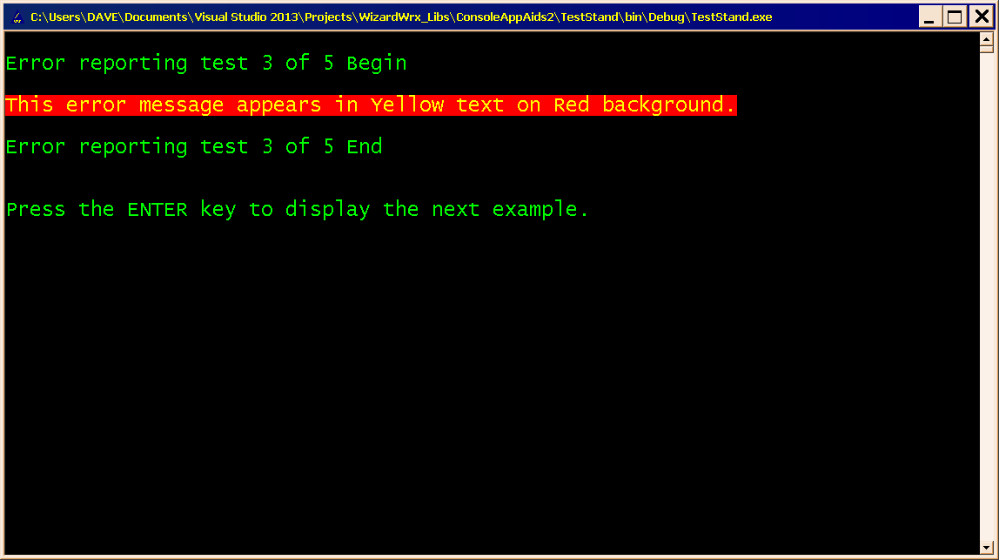 C:\Users\DAVE\Documents\Visual Studio 2013\Projects\WizardWrx_Libs\ConsoleAppAids2\TestStand\bin\Debug\TestStand.exe
Error reporting test 3 of 5 Begin
This error message appears in Yellow text on Red background.
Error reporting test 3 of 5 End
Press the ENTER key to display the next example.